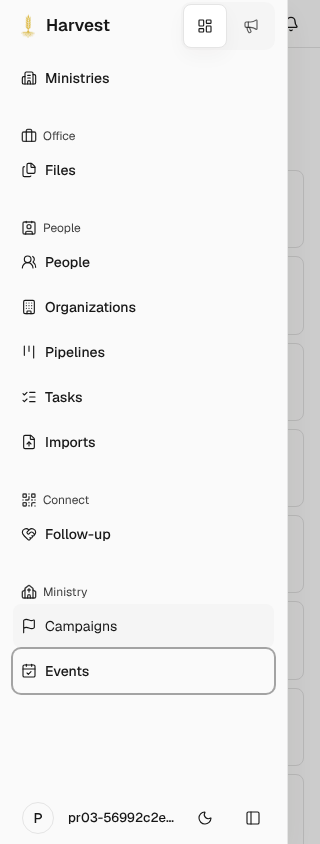 Harvest
Ministries
Office
Files
People
People
Organizations
Pipelines
Tasks
Imports
Connect
Follow-up
Ministry
Campaigns
Events
P
pr03-56992c2e...